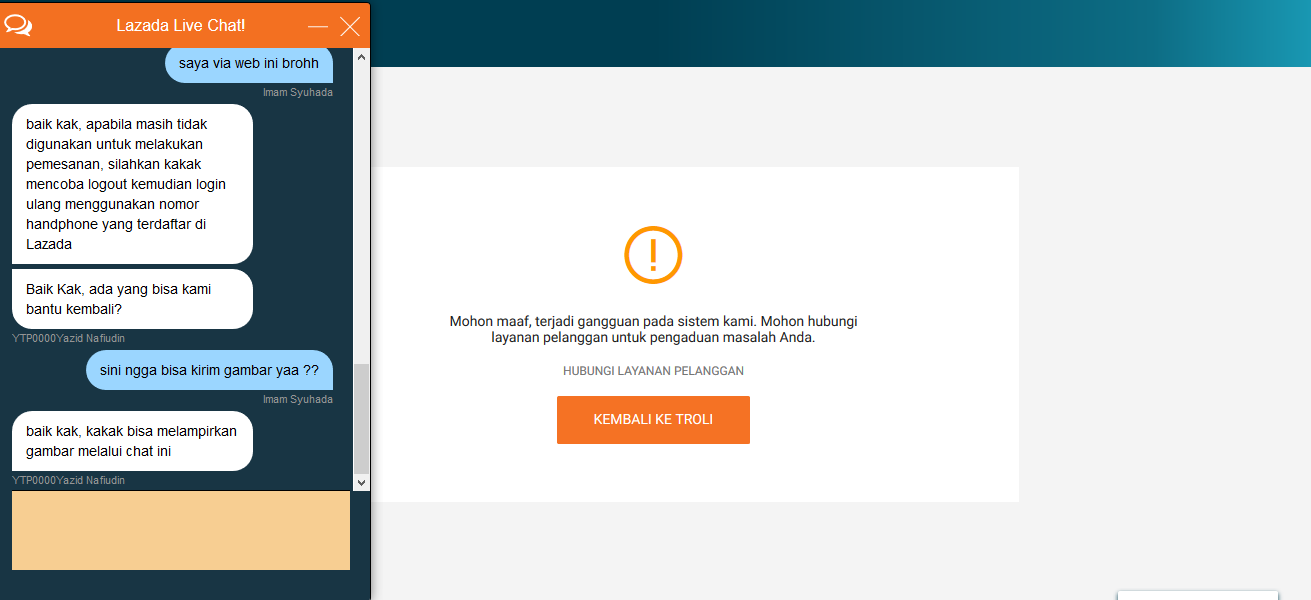 Lazada Live Chat!
saya via web ini brohh
Imam Syuhada
baik kak, apabila masih tidak
digunakan untuk melakukan
pemesanan, silahkan kakak
mencoba logout kemudian login
ulang menggunakan nomor
handphone yang terdaftar di
Lazada
Baik Kak, ada yang bisa kami
bantu kembali?
YTP0000Yazid Nafiudin
sini ngga bisa kirim gambar yaa ??
Imam Syuhada
baik kak, kakak bisa melampirkan
gambar melalui chat ini
YTP0000Yazid Nafiudin
Mohon maaf, terjadi gangguan pada sistem kami. Mohon hubungi
layanan pelanggan untuk pengaduan masalah Anda.
HUBUNGI LAYANAN PELANGGAN
KEMBALI KE TROLI